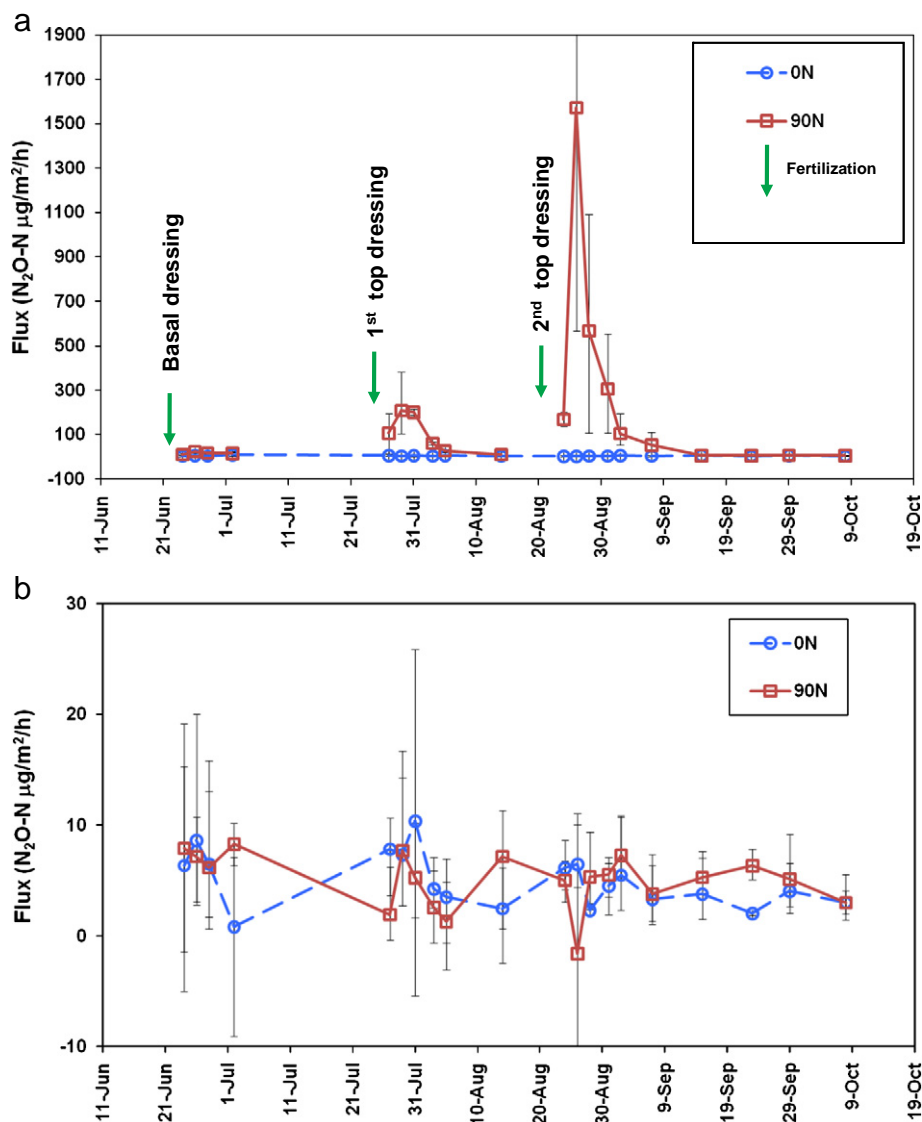 a
1900
1700
1500
1300
1100
900
700
500
300
100
-100
Flux (N₂O-N µg/m²/h)
Basal dressing
1st top dressing
2nd top dressing
0N
90N
Fertilization
11-Jun
21-Jun
1-Jul
11-Jul
21-Jul
31-Jul
10-Aug
20-Aug
30-Aug
9-Sep
19-Sep
29-Sep
9-Oct
19-Oct
b
30
20
10
0
-10
Flux (N₂O-N µg/m²/h)
0N
90N
11-Jun
21-Jun
1-Jul
11-Jul
21-Jul
31-Jul
10-Aug
20-Aug
30-Aug
9-Sep
19-Sep
29-Sep
9-Oct
19-Oct